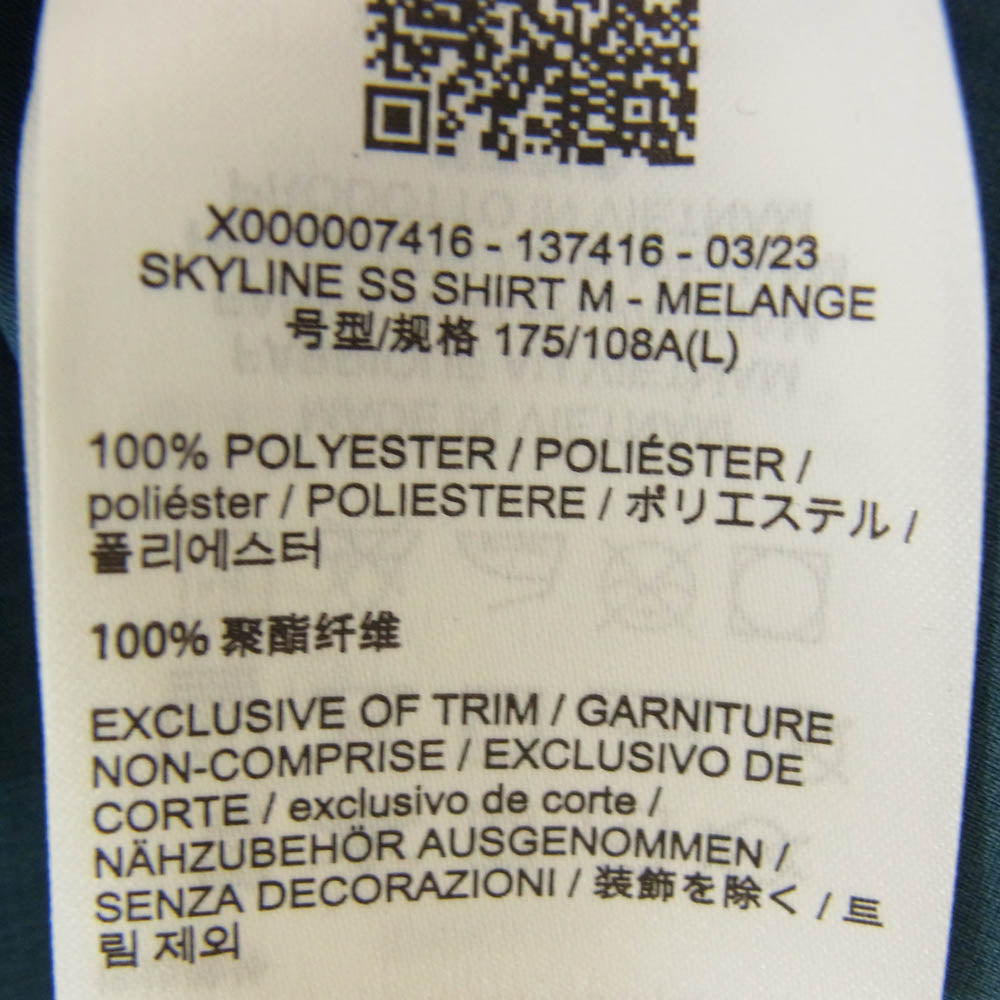 X000007416 - 137416 - 03/23
SKYLINE SS SHIRT M - MELANGE
号型/规格 175/108A(L)
100% POLYESTER / POLIÉSTER /
poliéster / POLIESTERE / ポリエステル /
폴리에스터
100% 聚酯纤维
EXCLUSIVE OF TRIM / GARNITURE
NON-COMPRISE / EXCLUSIVO DE
CORTE / exclusivo de corte /
NÄHZUBEHÖR AUSGENOMMEN /
SENZA DECORAZIONI / 装飾を除く / 트
림 제외